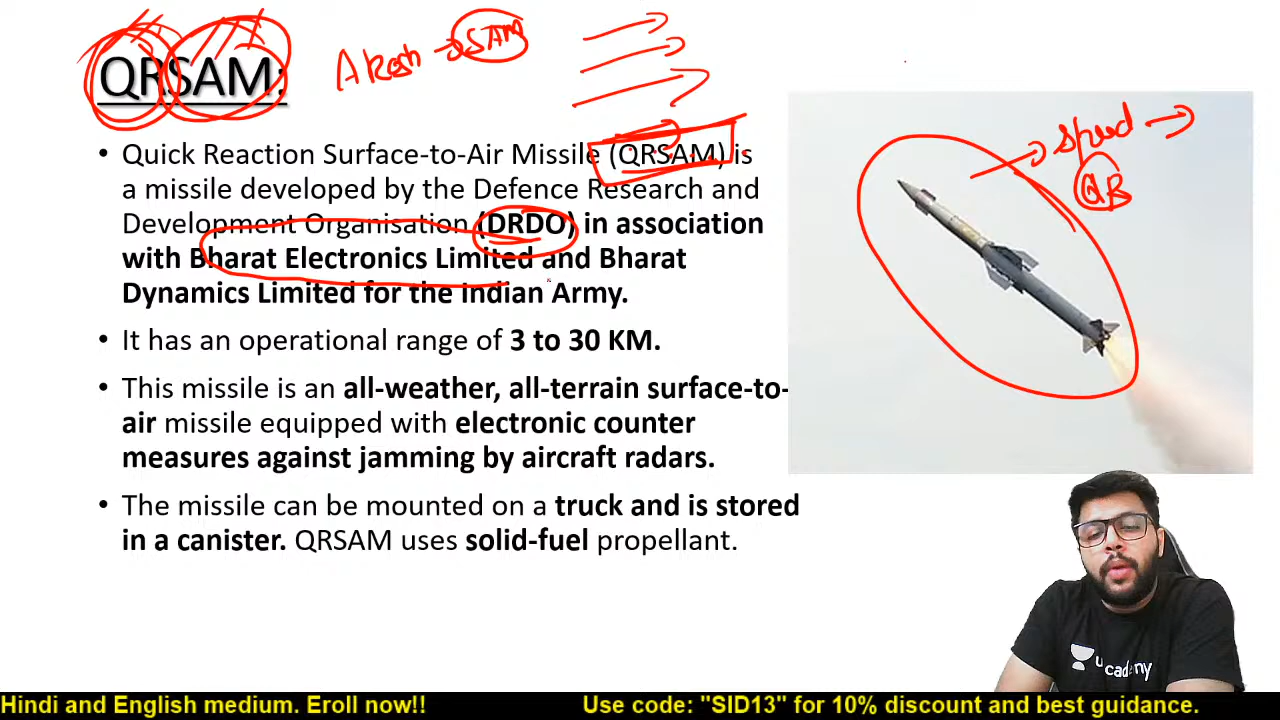 QRSAM:
Akash → SAM
• Quick Reaction Surface-to-Air Missile (QRSAM) is
a missile developed by the Defence Research and
Development Organisation (DRDO) in association
with Bharat Electronics Limited and Bharat
Dynamics Limited for the Indian Army.
• It has an operational range of 3 to 30 KM.
• This missile is an all-weather, all-terrain surface-to-
air missile equipped with electronic counter
measures against jamming by aircraft radars.
• The missile can be mounted on a truck and is stored
in a canister. QRSAM uses solid-fuel propellant.
→ speed →
unacademy
Hindi and English medium. Eroll now!!
Use code: "SID13" for 10% discount and best guidance.